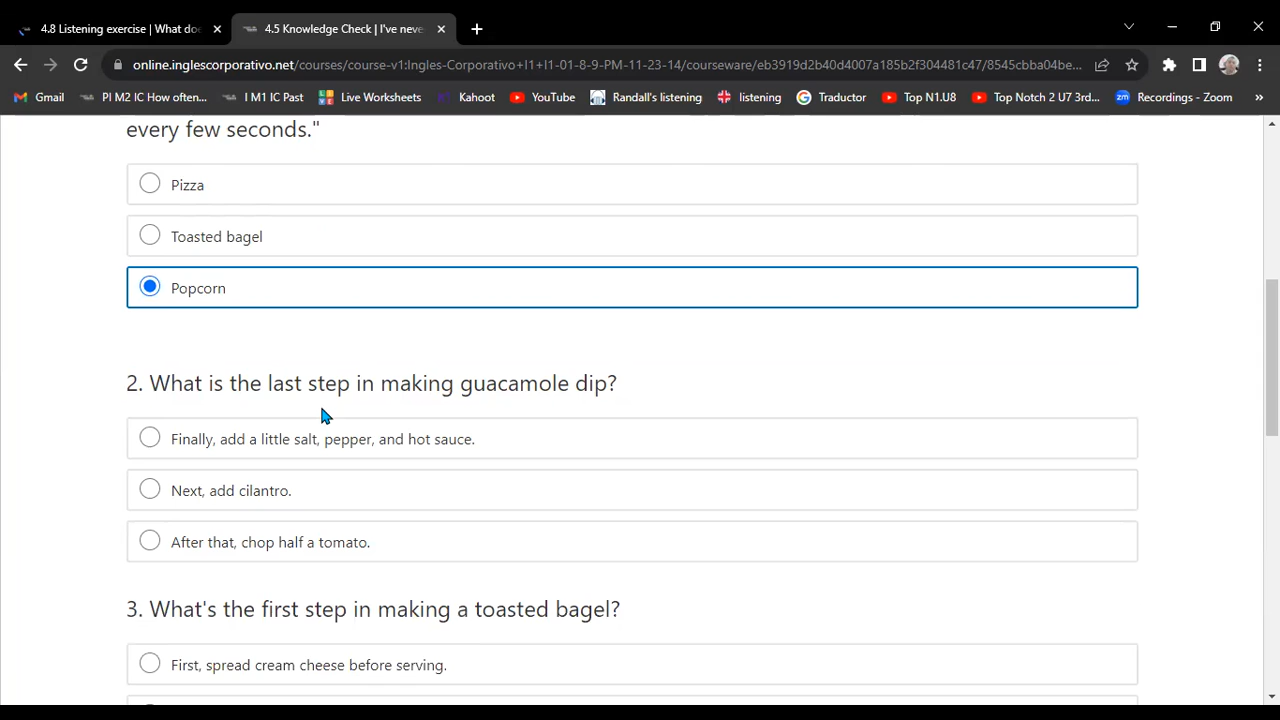 4.8 Listening exercise | What do
4.5 Knowledge Check | I've neve
online.inglescorporativo.net/courses/course-v1:Ingles-Corporativo+I1+I1-01-8-9-PM-11-23-14/courseware/eb3919d2b40d4007a185b2f304481c47/8545cbba04be...
Gmail
PI M2 IC How often,...
I M1 IC Past
Live Worksheets
Kahoot
YouTube
Randall's listening
listening
Traductor
Top N1.U8
Top Notch 2 U7 3rd...
zm Recordings - Zoom
»
every few seconds."
Pizza
Toasted bagel
Popcorn
2. What is the last step in making guacamole dip?
Finally, add a little salt, pepper, and hot sauce.
Next, add cilantro.
After that, chop half a tomato.
3. What's the first step in making a toasted bagel?
First, spread cream cheese before serving.